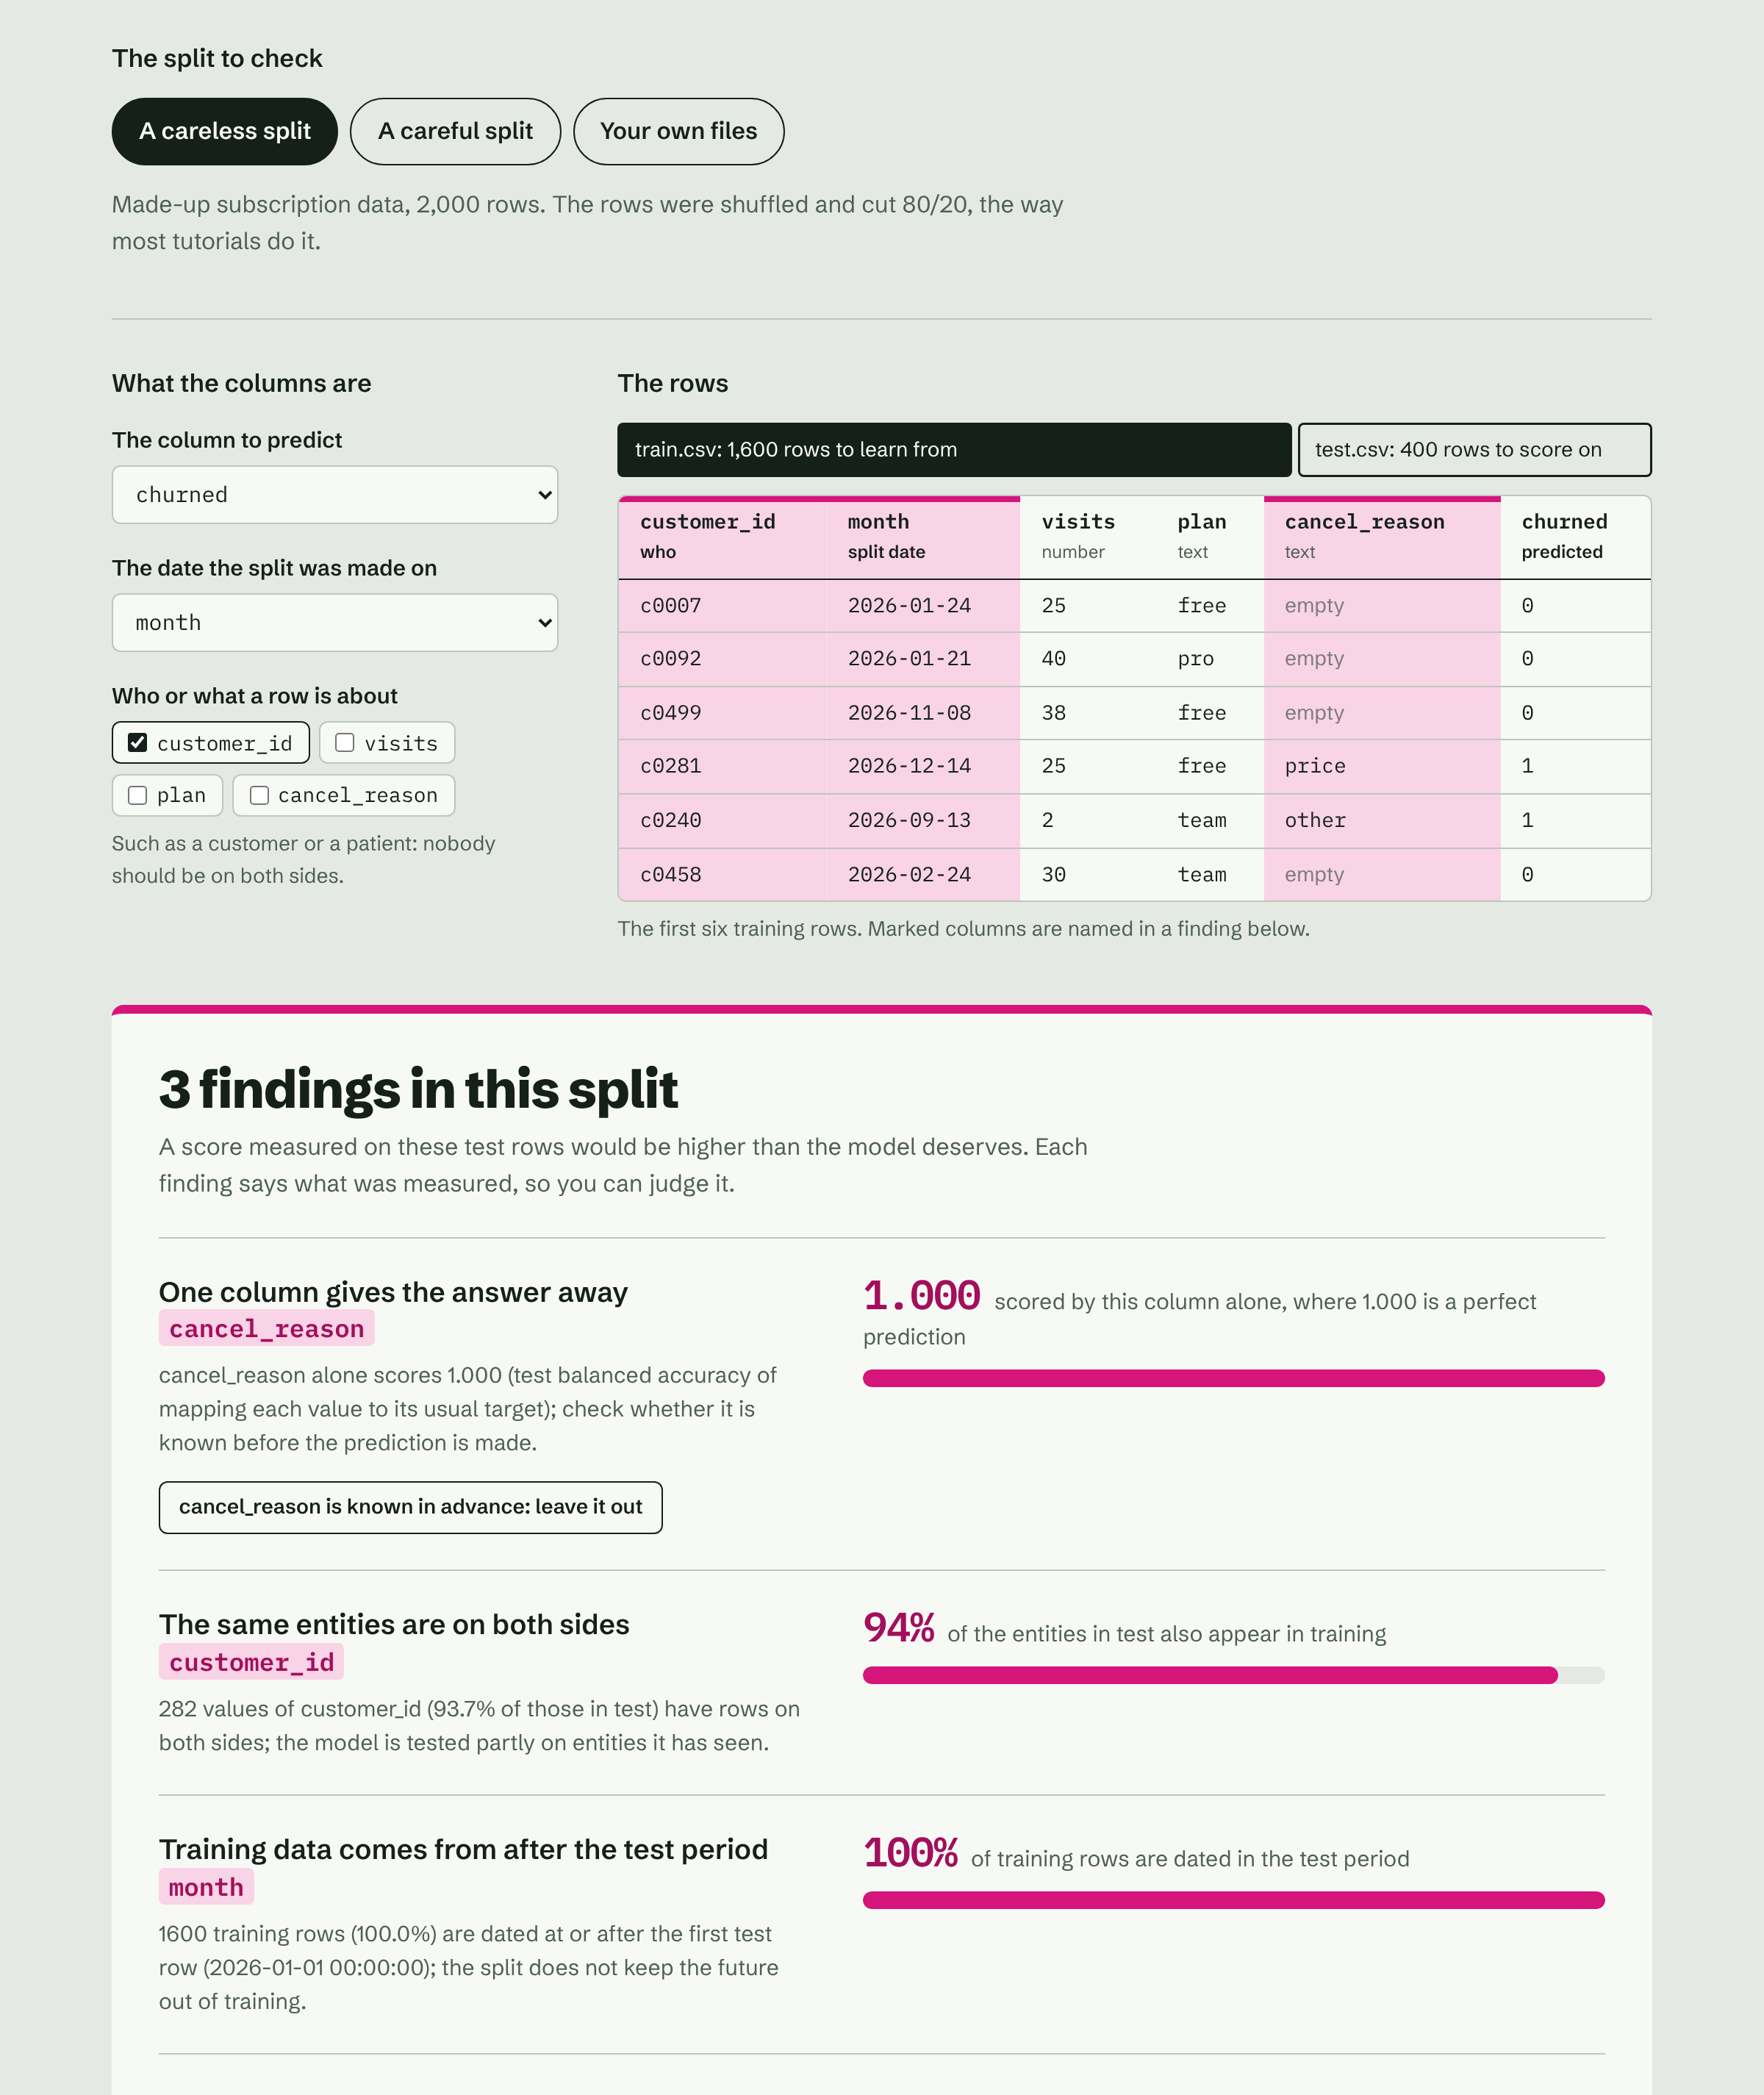 The split to check
A careless split A careful split Your own files
Made-up subscription data, 2,000 rows. The rows were shuffled and cut 80/20, the way
most tutorials do it.
What the columns are
The column to predict
churned
The date the split was made on
month
Who or what a row is about
customer_id visits
plan cancel_reason
Such as a customer or a patient: nobody
should be on both sides.
The rows
train.csv: 1,600 rows to learn from test.csv: 400 rows to score on
customer_id month visits plan cancel_reason churned
who split date number text text predicted
c0007 2026-01-24 25 free empty 0
c0092 2026-01-21 40 pro empty 0
c0499 2026-11-08 38 free empty 0
c0281 2026-12-14 25 free price 1
c0240 2026-09-13 2 team other 1
c0458 2026-02-24 30 team empty 0
The first six training rows. Marked columns are named in a finding below.
3 findings in this split
A score measured on these test rows would be higher than the model deserves. Each
finding says what was measured, so you can judge it.
One column gives the answer away
cancel_reason
cancel_reason alone scores 1.000 (test balanced accuracy of
mapping each value to its usual target); check whether it is
known before the prediction is made.
cancel_reason is known in advance: leave it out
1.000 scored by this column alone, where 1.000 is a perfect
prediction
The same entities are on both sides
customer_id
282 values of customer_id (93.7% of those in test) have rows on
both sides; the model is tested partly on entities it has seen.
94% of the entities in test also appear in training
Training data comes from after the test period
month
1600 training rows (100.0%) are dated at or after the first test
row (2026-01-01 00:00:00); the split does not keep the future
out of training.
100% of training rows are dated in the test period